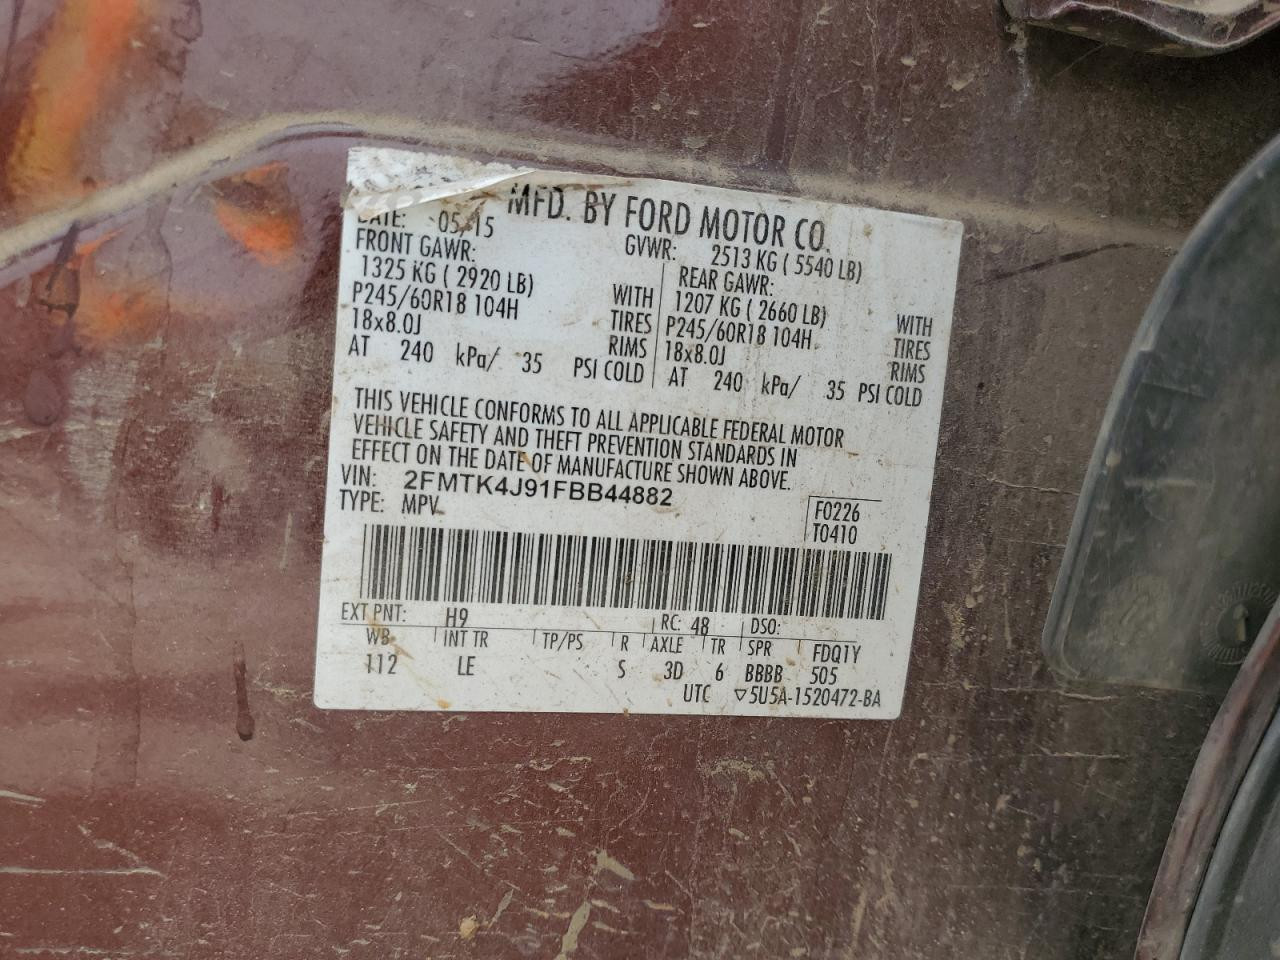 MFD. BY FORD MOTOR CO.
DATE: 05/15 GVWR: 2513 KG ( 5540 LB)
FRONT GAWR: REAR GAWR:
1325 KG ( 2920 LB) WITH 1207 KG ( 2660 LB) WITH
P245/60R18 104H TIRES P245/60R18 104H TIRES
18x8.0J RIMS 18x8.0J RIMS
AT 240 kPa/ 35 PSI COLD AT 240 kPa/ 35 PSI COLD
THIS VEHICLE CONFORMS TO ALL APPLICABLE FEDERAL MOTOR
VEHICLE SAFETY AND THEFT PREVENTION STANDARDS IN
EFFECT ON THE DATE OF MANUFACTURE SHOWN ABOVE.
VIN: 2FMTK4J91FBB44882
TYPE: MPV F0226
T0410
EXT PNT: H9 RC: 48 DSO:
WB INT TR TP/PS R AXLE TR SPR FDQ1Y
112 LE S 3D 6 BBBB 505
UTC ▽5U5A-1520472-BA